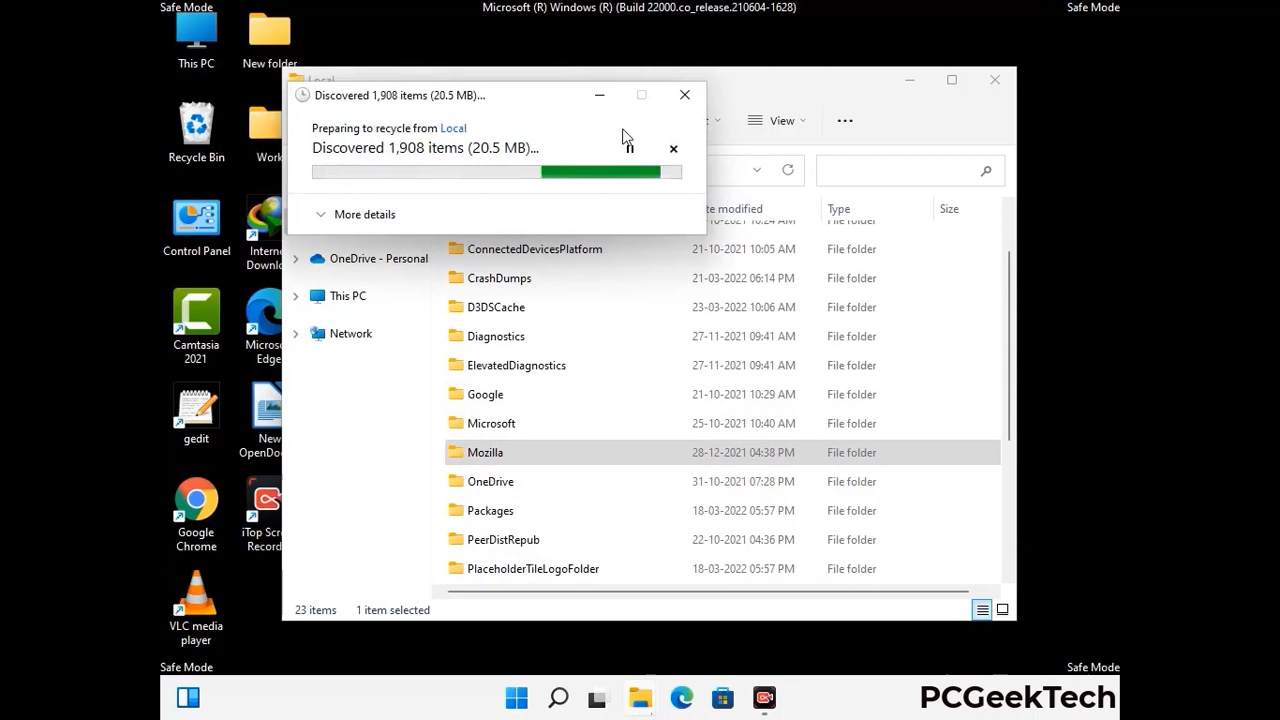 Safe Mode
Microsoft (R) Windows (R) (Build 22000.co_release.210604-1628)
Safe Mode
This PC
New folder
Recycle Bin
Work
Control Panel
Intern
Downlo
Camtasia
2021
Micros
Edge
gedit
New
OpenDoc
Google
Chrome
iTop Scr
Record
VLC media
player
Local
Discovered 1,908 items (20.5 MB)...
Preparing to recycle from Local
Discovered 1,908 items (20.5 MB)...
More details
View
te modified
Type
Size
File folder
OneDrive - Personal
This PC
Network
ConnectedDevicesPlatform 21-10-2021 10:05 AM File folder
CrashDumps 21-03-2022 06:14 PM File folder
D3DSCache 23-03-2022 10:06 AM File folder
Diagnostics 27-11-2021 09:41 AM File folder
ElevatedDiagnostics 27-11-2021 09:41 AM File folder
Google 21-10-2021 10:29 AM File folder
Microsoft 25-10-2021 10:40 AM File folder
Mozilla 28-12-2021 04:38 PM File folder
OneDrive 31-10-2021 07:28 PM File folder
Packages 18-03-2022 05:57 PM File folder
PeerDistRepub 22-10-2021 04:36 PM File folder
PlaceholderTileLogoFolder 18-03-2022 05:57 PM File folder
23 items 1 item selected
Safe Mode
Safe Mode
PCGeekTech